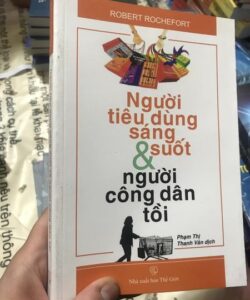 ROBERT ROCHEFORT
Người
tiêu dùng
sáng
suốt
&
người
công dân
tồi
Phạm Thị
Thanh Vân dịch
Nhà xuất bản Thế Giới